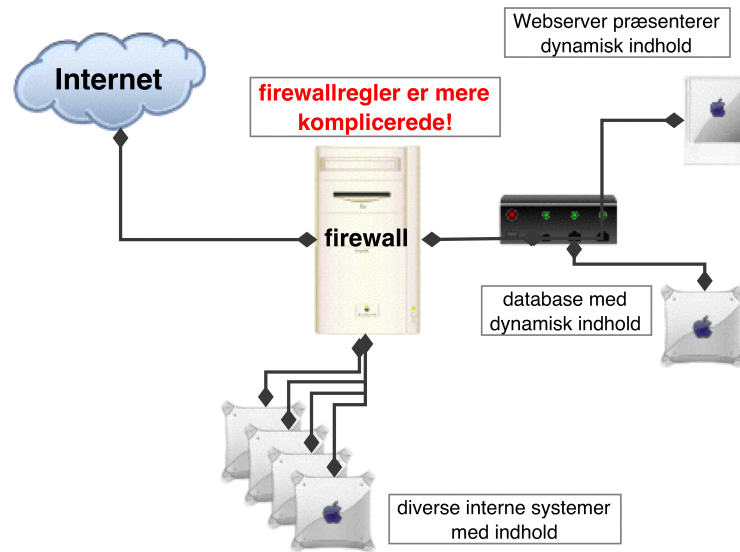 Webserver præsenterer
dynamisk indhold
Internet
firewallregler er mere
komplicerede!
firewall
database med
dynamisk indhold
diverse interne systemer
med indhold